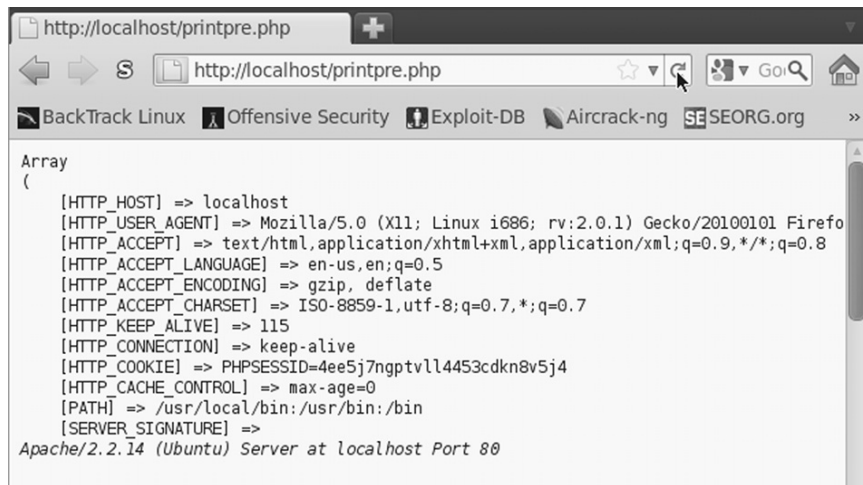 http://localhost/printpre.php
http://localhost/printpre.php
BackTrack Linux Offensive Security Exploit-DB Aircrack-ng SE SEORG.org »
Array
(
[HTTP_HOST] => localhost
[HTTP_USER_AGENT] => Mozilla/5.0 (X11; Linux i686; rv:2.0.1) Gecko/20100101 Firefo
[HTTP_ACCEPT] => text/html,application/xhtml+xml,application/xml;q=0.9,*/*;q=0.8
[HTTP_ACCEPT_LANGUAGE] => en-us,en;q=0.5
[HTTP_ACCEPT_ENCODING] => gzip, deflate
[HTTP_ACCEPT_CHARSET] => ISO-8859-1,utf-8;q=0.7,*;q=0.7
[HTTP_KEEP_ALIVE] => 115
[HTTP_CONNECTION] => keep-alive
[HTTP_COOKIE] => PHPSESSID=4ee5j7ngptvll4453cdkn8v5j4
[HTTP_CACHE_CONTROL] => max-age=0
[PATH] => /usr/local/bin:/usr/bin:/bin
[SERVER_SIGNATURE] =>
Apache/2.2.14 (Ubuntu) Server at localhost Port 80